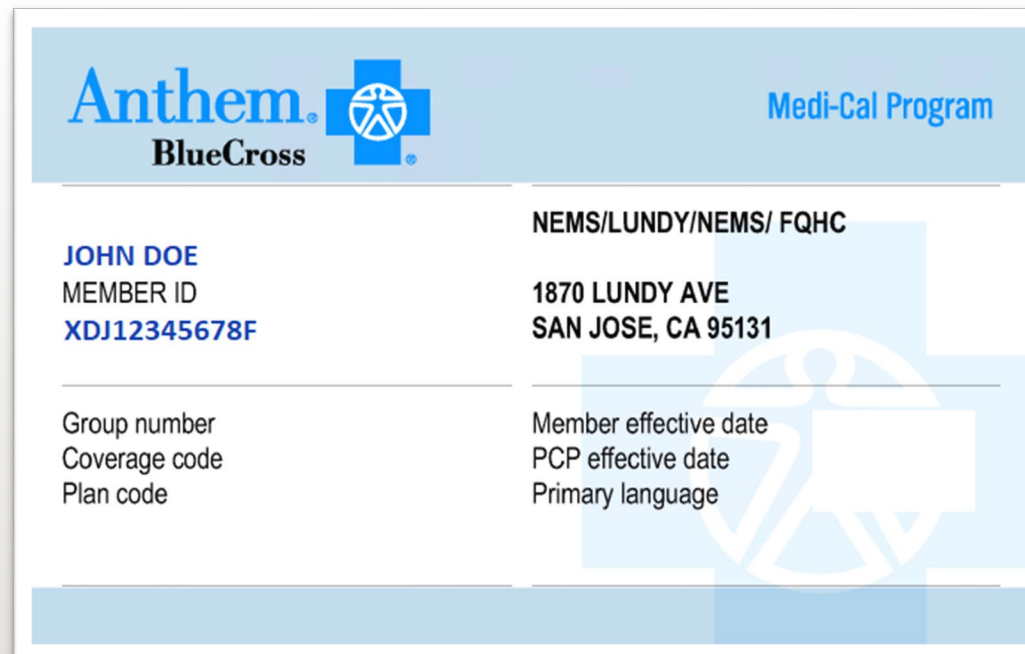 Anthem®
BlueCross
®
Medi-Cal Program
JOHN DOE
MEMBER ID
XDJ12345678F
NEMS/LUNDY/NEMS/ FQHC
1870 LUNDY AVE
SAN JOSE, CA 95131
Group number
Coverage code
Plan code
Member effective date
PCP effective date
Primary language